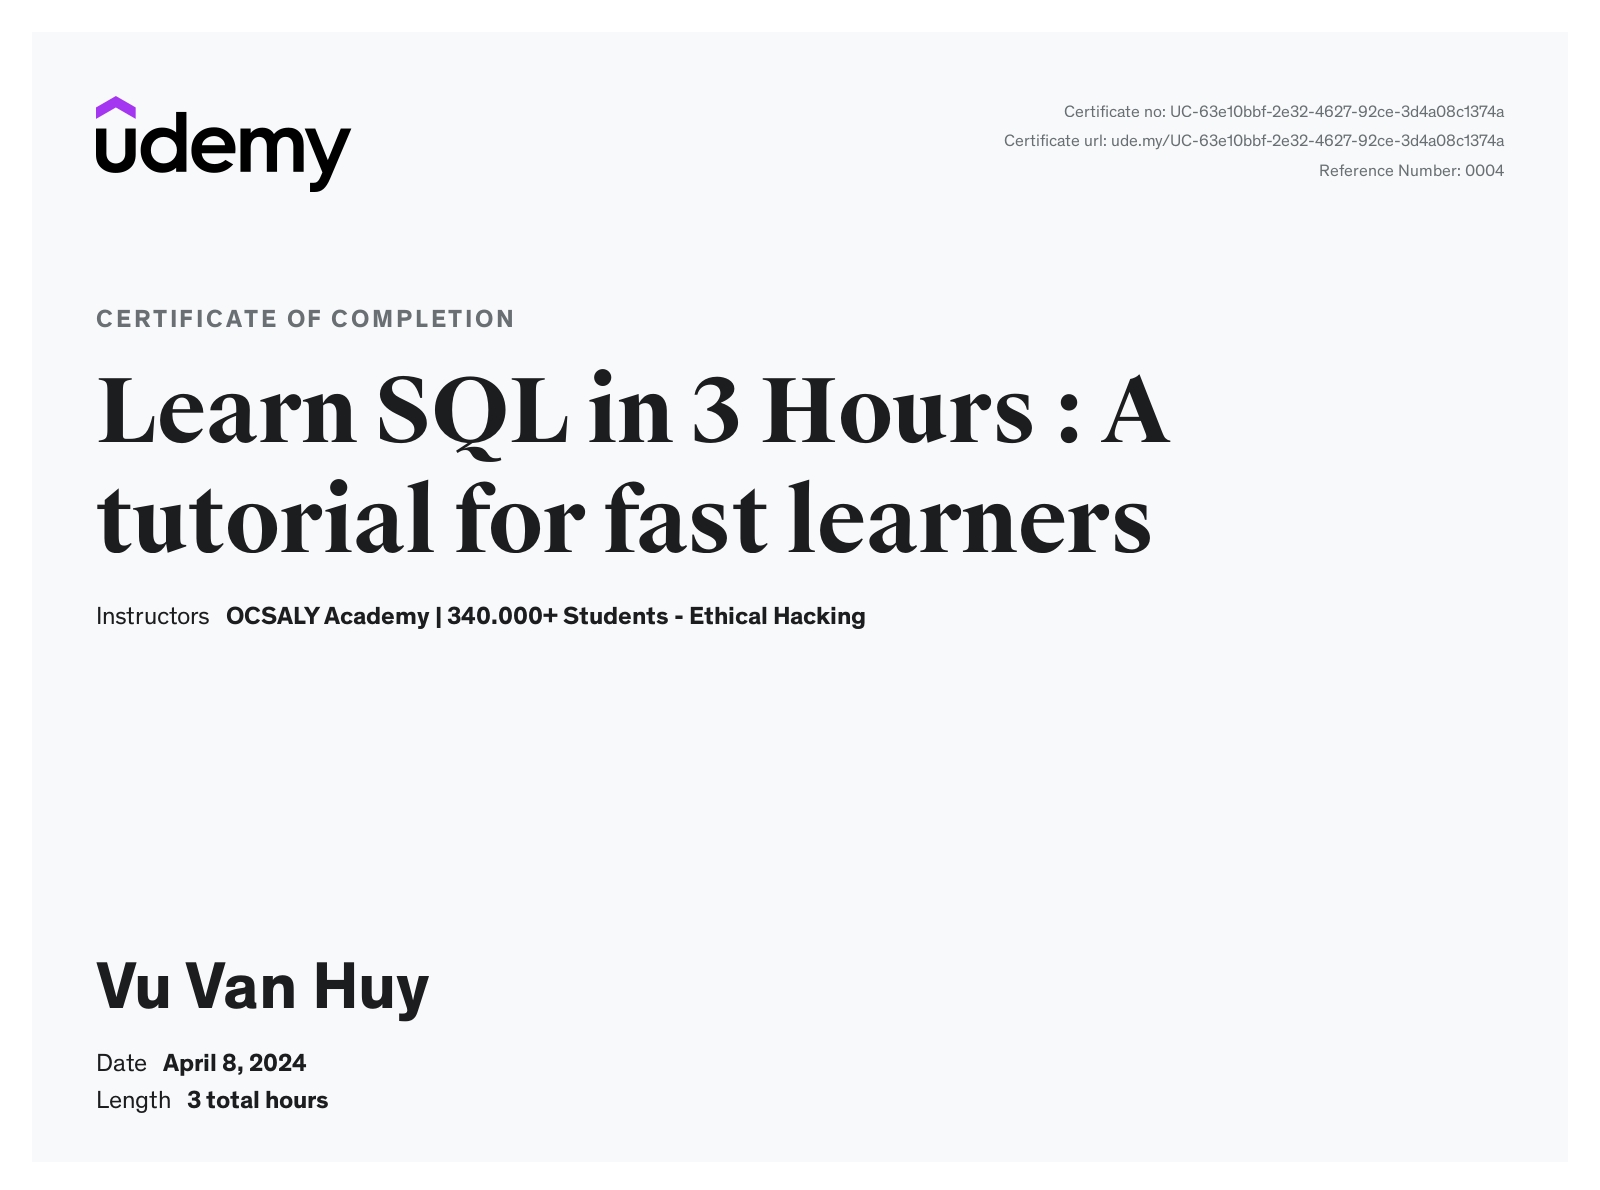 udemy
Certificate no: UC-63e10bbf-2e32-4627-92ce-3d4a08c1374a
Certificate url: ude.my/UC-63e10bbf-2e32-4627-92ce-3d4a08c1374a
Reference Number: 0004
CERTIFICATE OF COMPLETION
Learn SQL in 3 Hours : A
tutorial for fast learners
Instructors OCSALY Academy | 340.000+ Students - Ethical Hacking
Vu Van Huy
Date April 8, 2024
Length 3 total hours